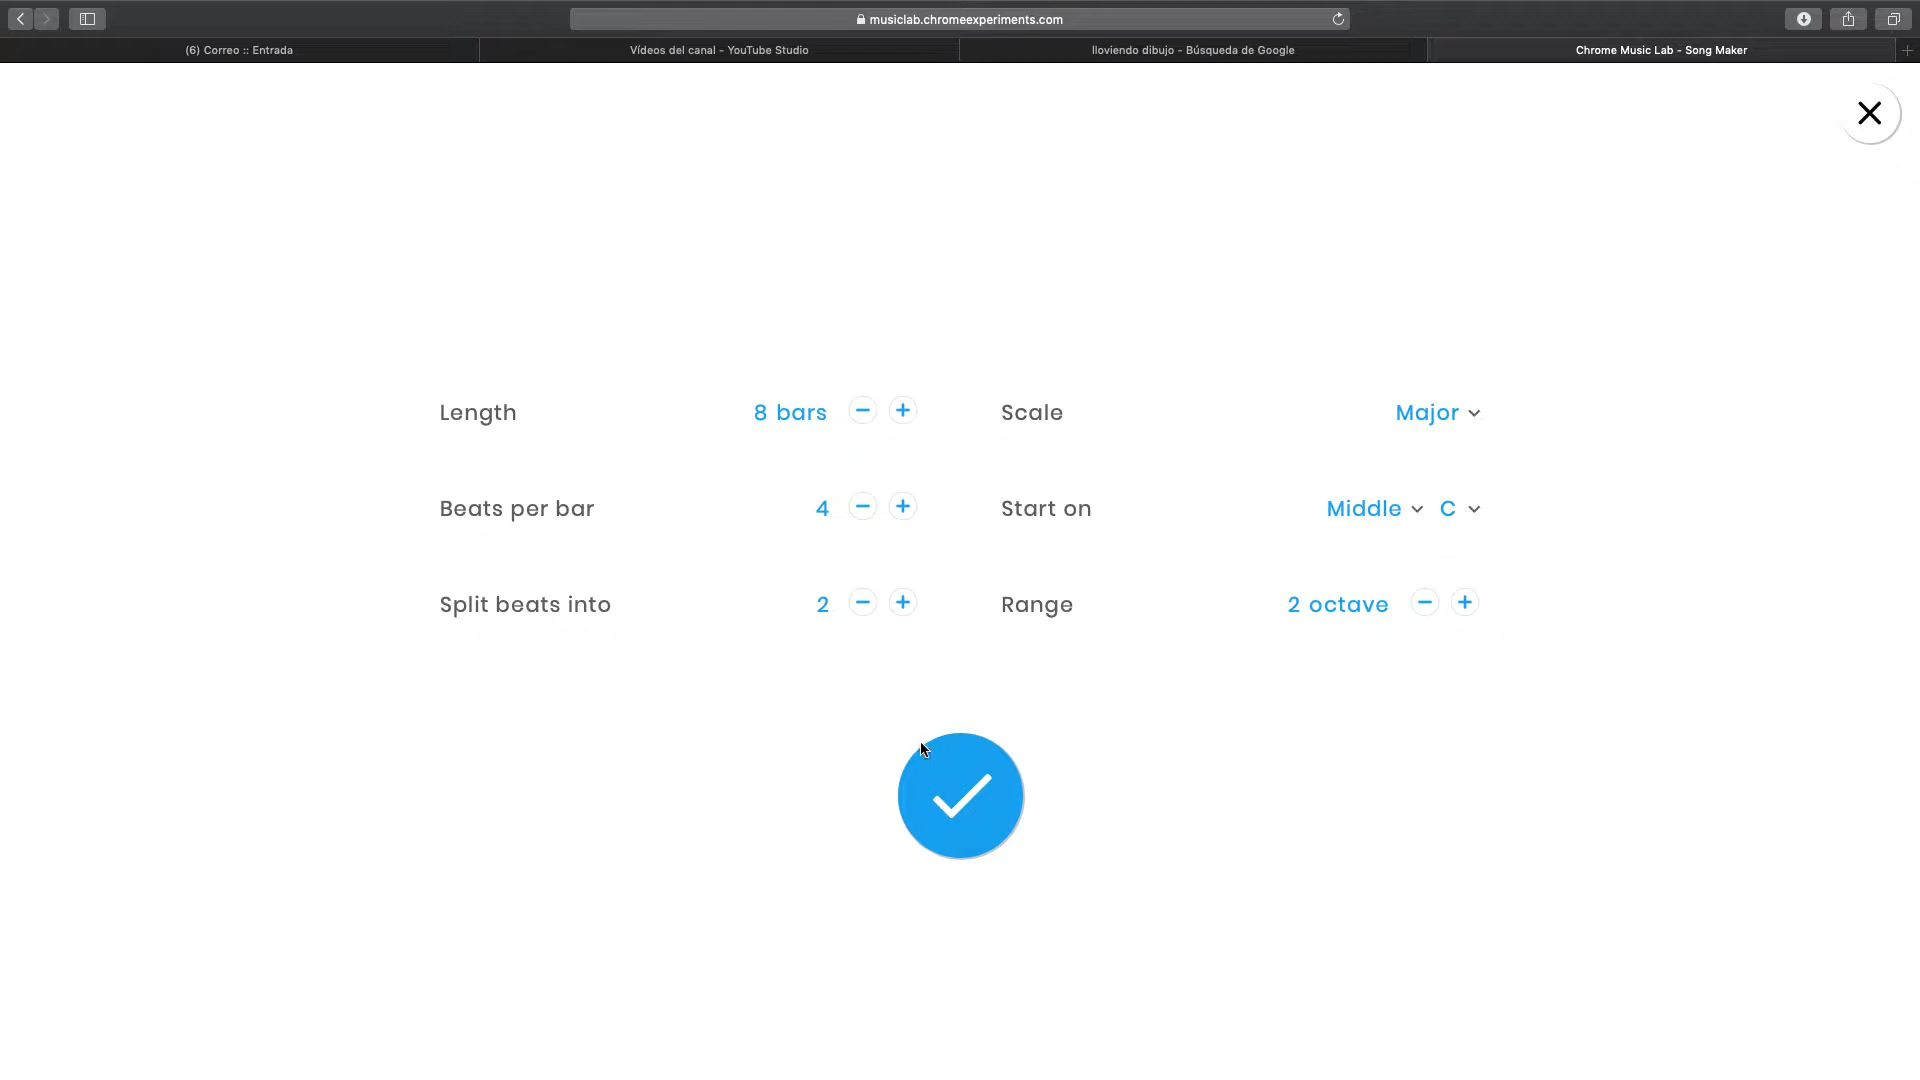 musiclab.chromeexperiments.com
(6) Correo :: Entrada
Vídeos del canal - YouTube Studio
lloviendo dibujo - Búsqueda de Google
Chrome Music Lab - Song Maker
Length 8 bars
Scale Major
Beats per bar 4
Start on Middle C
Split beats into 2
Range 2 octave